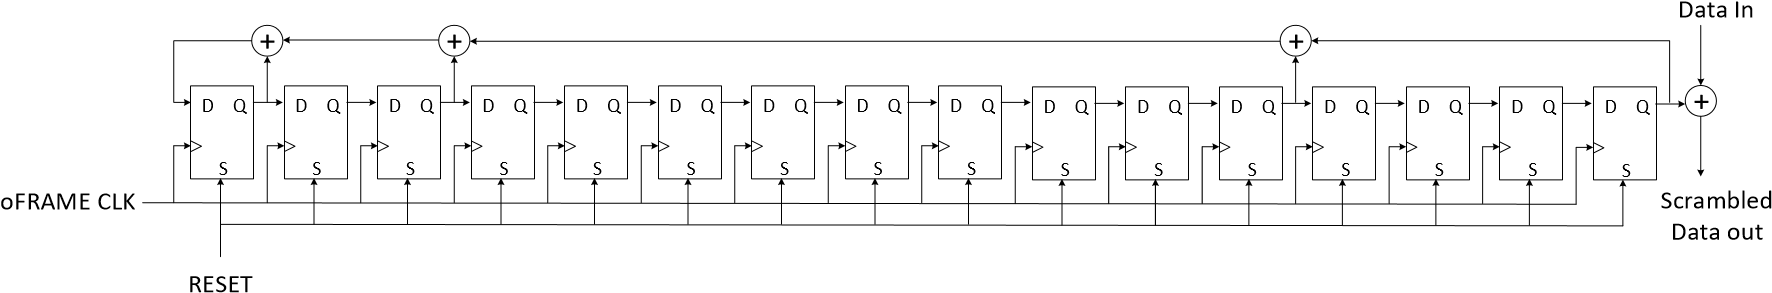 Data In
+ + + +
D Q D Q D Q D Q D Q D Q D Q D Q D Q D Q D Q D Q D Q D Q D Q D Q
S S S S S S S S S S S S S S S S
oFRAME CLK
Scrambled
Data out
RESET